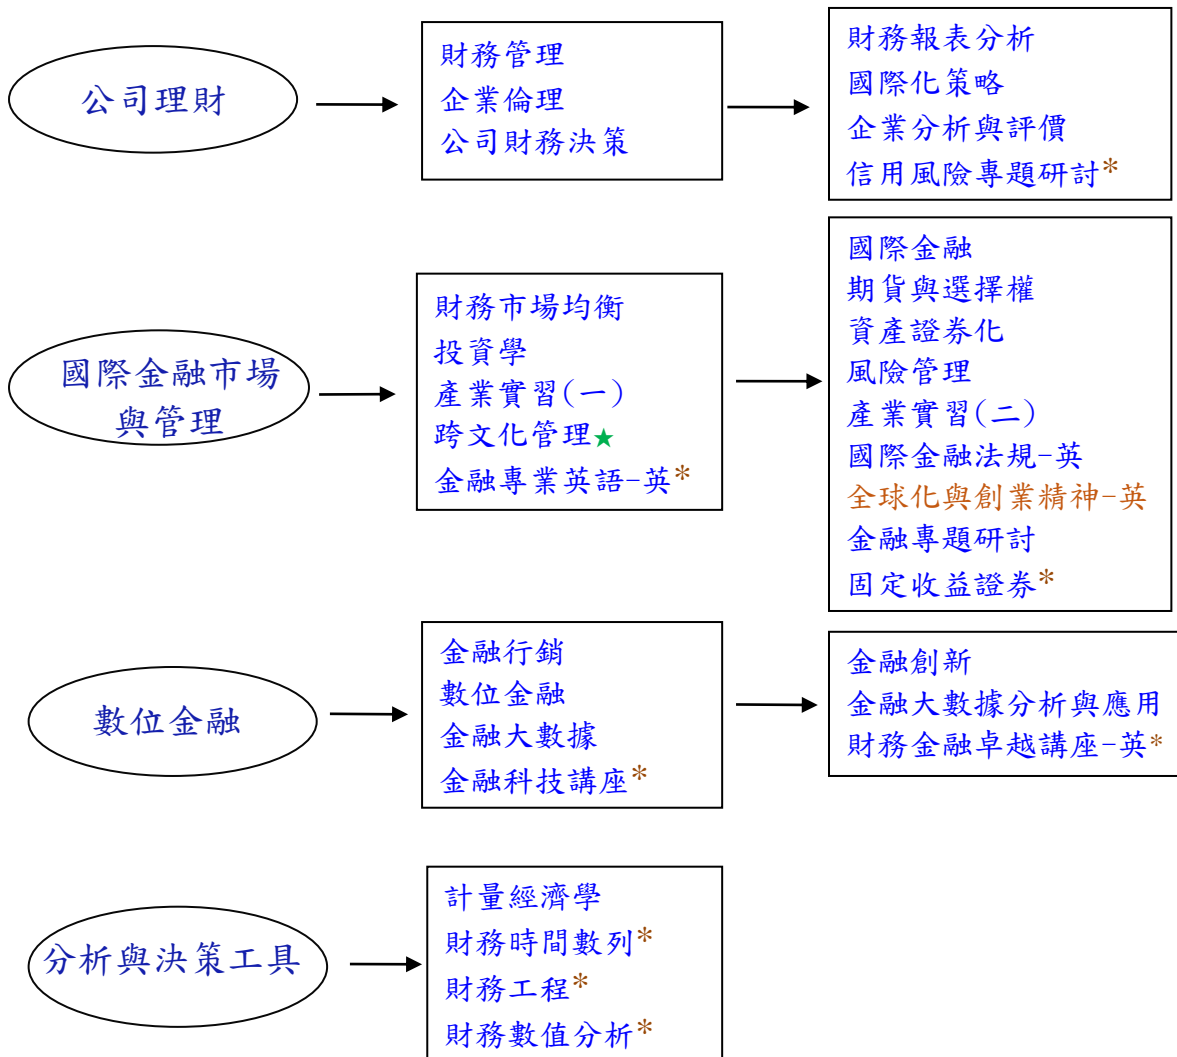 公司理財
財務管理
企業倫理
公司財務決策
財務報表分析
國際化策略
企業分析與評價
信用風險專題研討*
國際金融市場
與管理
財務市場均衡
投資學
產業實習(一)
跨文化管理★
金融專業英語-英*
國際金融
期貨與選擇權
資產證券化
風險管理
產業實習(二)
國際金融法規-英
全球化與創業精神-英
金融專題研討
固定收益證券*
數位金融
金融行銷
數位金融
金融大數據
金融科技講座*
金融創新
金融大數據分析與應用
財務金融卓越講座-英*
分析與決策工具
計量經濟學
財務時間數列*
財務工程*
財務數值分析*